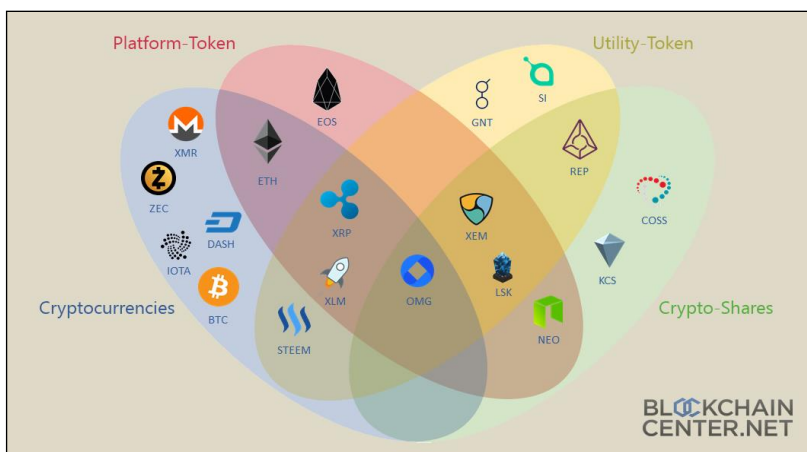 Platform-Token
Utility-Token
EOS
GNT
SI
XMR
ETH
REP
ZEC
DASH
XRP
XEM
COSS
IOTA
BTC
XLM
OMG
LSK
KCS
Cryptocurrencies
Crypto-Shares
STEEM
NEO
BLOCKCHAIN
CENTER.NET